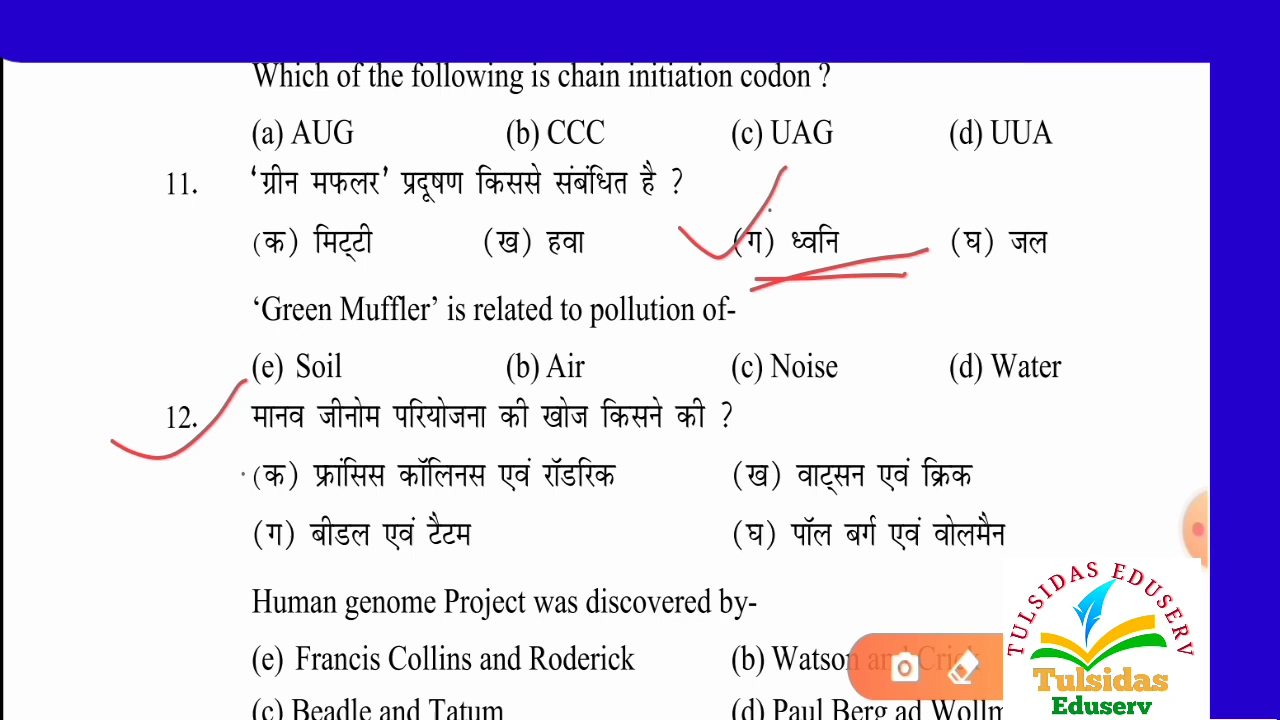 Which of the following is chain initiation codon ?
(a) AUG (b) CCC (c) UAG (d) UUA
11. ‘ग्रीन मफलर’ प्रदूषण किससे संबंधित है ?
(क) मिट्टी (ख) हवा (ग) ध्वनि (घ) जल
‘Green Muffler’ is related to pollution of-
(e) Soil (b) Air (c) Noise (d) Water
12. मानव जीनोम परियोजना की खोज किसने की ?
(क) फ्रांसिस कॉलिनस एवं रॉडरिक (ख) वाट्सन एवं क्रिक
(ग) बीडल एवं टैटम (घ) पॉल बर्ग एवं वोलमैन
Human genome Project was discovered by-
(e) Francis Collins and Roderick (b) Watson and Crick
(c) Beadle and Tatum (d) Paul Berg ad Wollm
TULSIDAS EDUSERV
Tulsidas
Eduserv